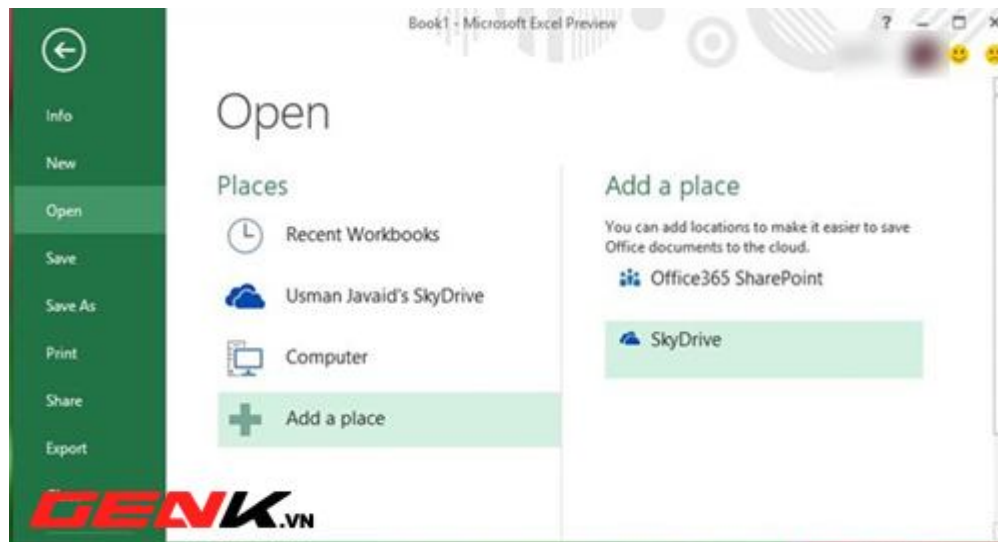 Book1 - Microsoft Excel Preview
?
Info
New
Open
Save
Save As
Print
Share
Export
Open
Places
Recent Workbooks
Usman Javaid's SkyDrive
Computer
Add a place
Add a place
You can add locations to make it easier to save
Office documents to the cloud.
Office365 SharePoint
SkyDrive
GENK.VN